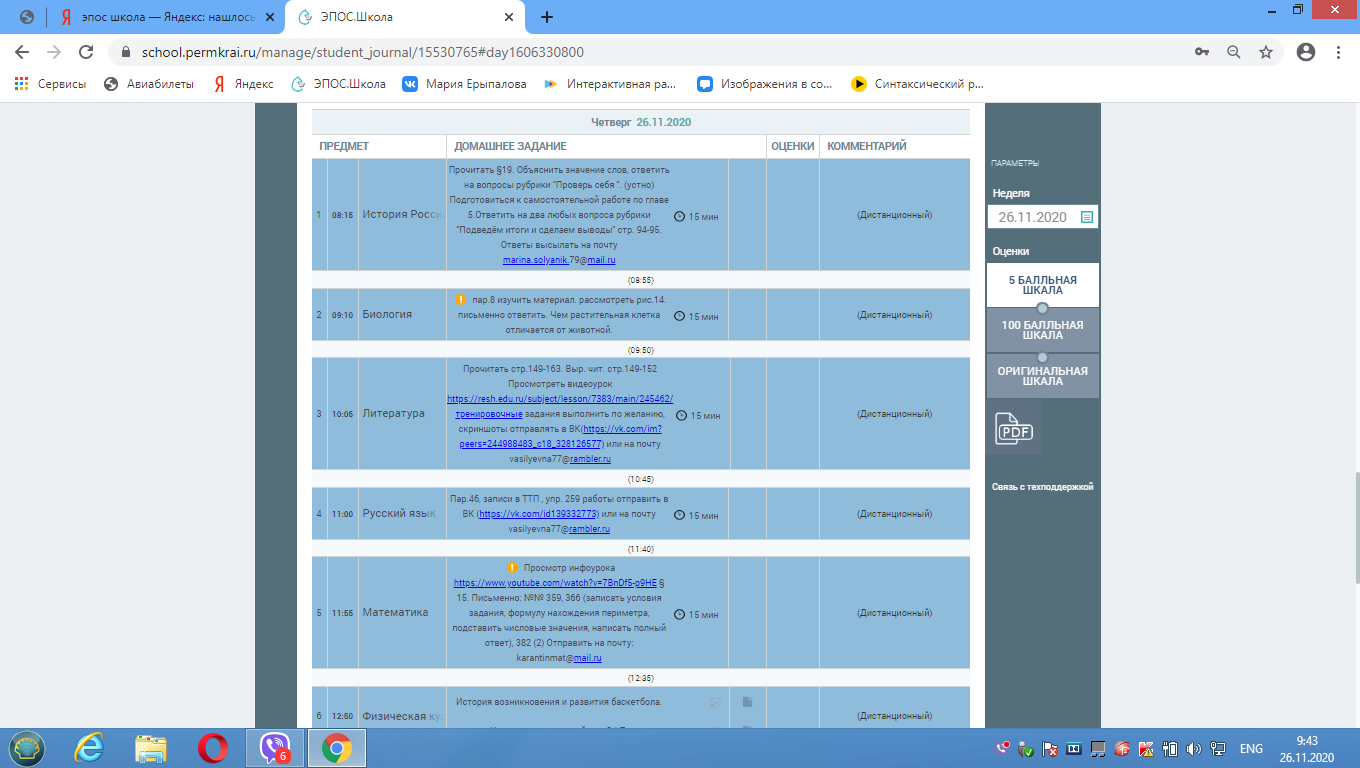 эпос школа — Яндекс: нашлось
ЭПОС.Школа
school.permkrai.ru/manage/student_journal/15530765#day1606330800
Сервисы
Авиабилеты
Яндекс
ЭПОС.Школа
Мария Ерыпалова
Интерактивная ра...
Изображения в со...
Синтаксический р...
Четверг 26.11.2020
ПРЕДМЕТ
ДОМАШНЕЕ ЗАДАНИЕ
ОЦЕНКИ
КОММЕНТАРИЙ
1 08:15 История Росси
Прочитать §19. Объяснить значение слов, ответить
на вопросы рубрики "Проверь себя ". (устно)
Подготовиться к самостоятельной работе по главе
5.Ответить на два любых вопроса рубрики
"Подведём итоги и сделаем выводы" стр. 94-95.
Ответы высылать на почту
marina.solyanik.79@mail.ru
15 мин
(Дистанционный)
(08:55)
2 09:10 Биология
пар.8 изучить материал. рассмотреть рис.14.
письменно ответить. Чем растительная клетка
отличается от животной.
15 мин
(Дистанционный)
(09:50)
3 10:05 Литература
Прочитать стр.149-163. Выр. чит. стр.149-152
Просмотреть видеоурок
https://resh.edu.ru/subject/lesson/7383/main/245462/
тренировочные задания выполнить по желанию,
скриншоты отправлять в ВК(https://vk.com/im?
peers=244988483_c18_328126577) или на почту
vasilyevna77@rambler.ru
15 мин
(Дистанционный)
(10:45)
4 11:00 Русский язык
Пар.46, записи в ТТП , упр. 259 работы отправить в
ВК (https://vk.com/id139332773) или на почту
vasilyevna77@rambler.ru
15 мин
(Дистанционный)
(11:40)
5 11:55 Математика
Просмотр инфоурока
https://www.youtube.com/watch?v=7BnDf5-p9HE §
15. Письменно: №№ 359, 366 (записать условия
задания, формулу нахождения периметра,
подставить числовые значения, написать полный
ответ), 382 (2) Отправить на почту:
karantinmat@mail.ru
15 мин
(Дистанционный)
(12:35)
6 12:50 Физическая ку
История возникновения и развития баскетбола.
(Дистанционный)
ПАРАМЕТРЫ
Неделя
26.11.2020
Оценки
5 БАЛЛЬНАЯ
ШКАЛА
100 БАЛЛЬНАЯ
ШКАЛА
ОРИГИНАЛЬНАЯ
ШКАЛА
PDF
Связь с техподдержкой
6
ENG
9:43
26.11.2020